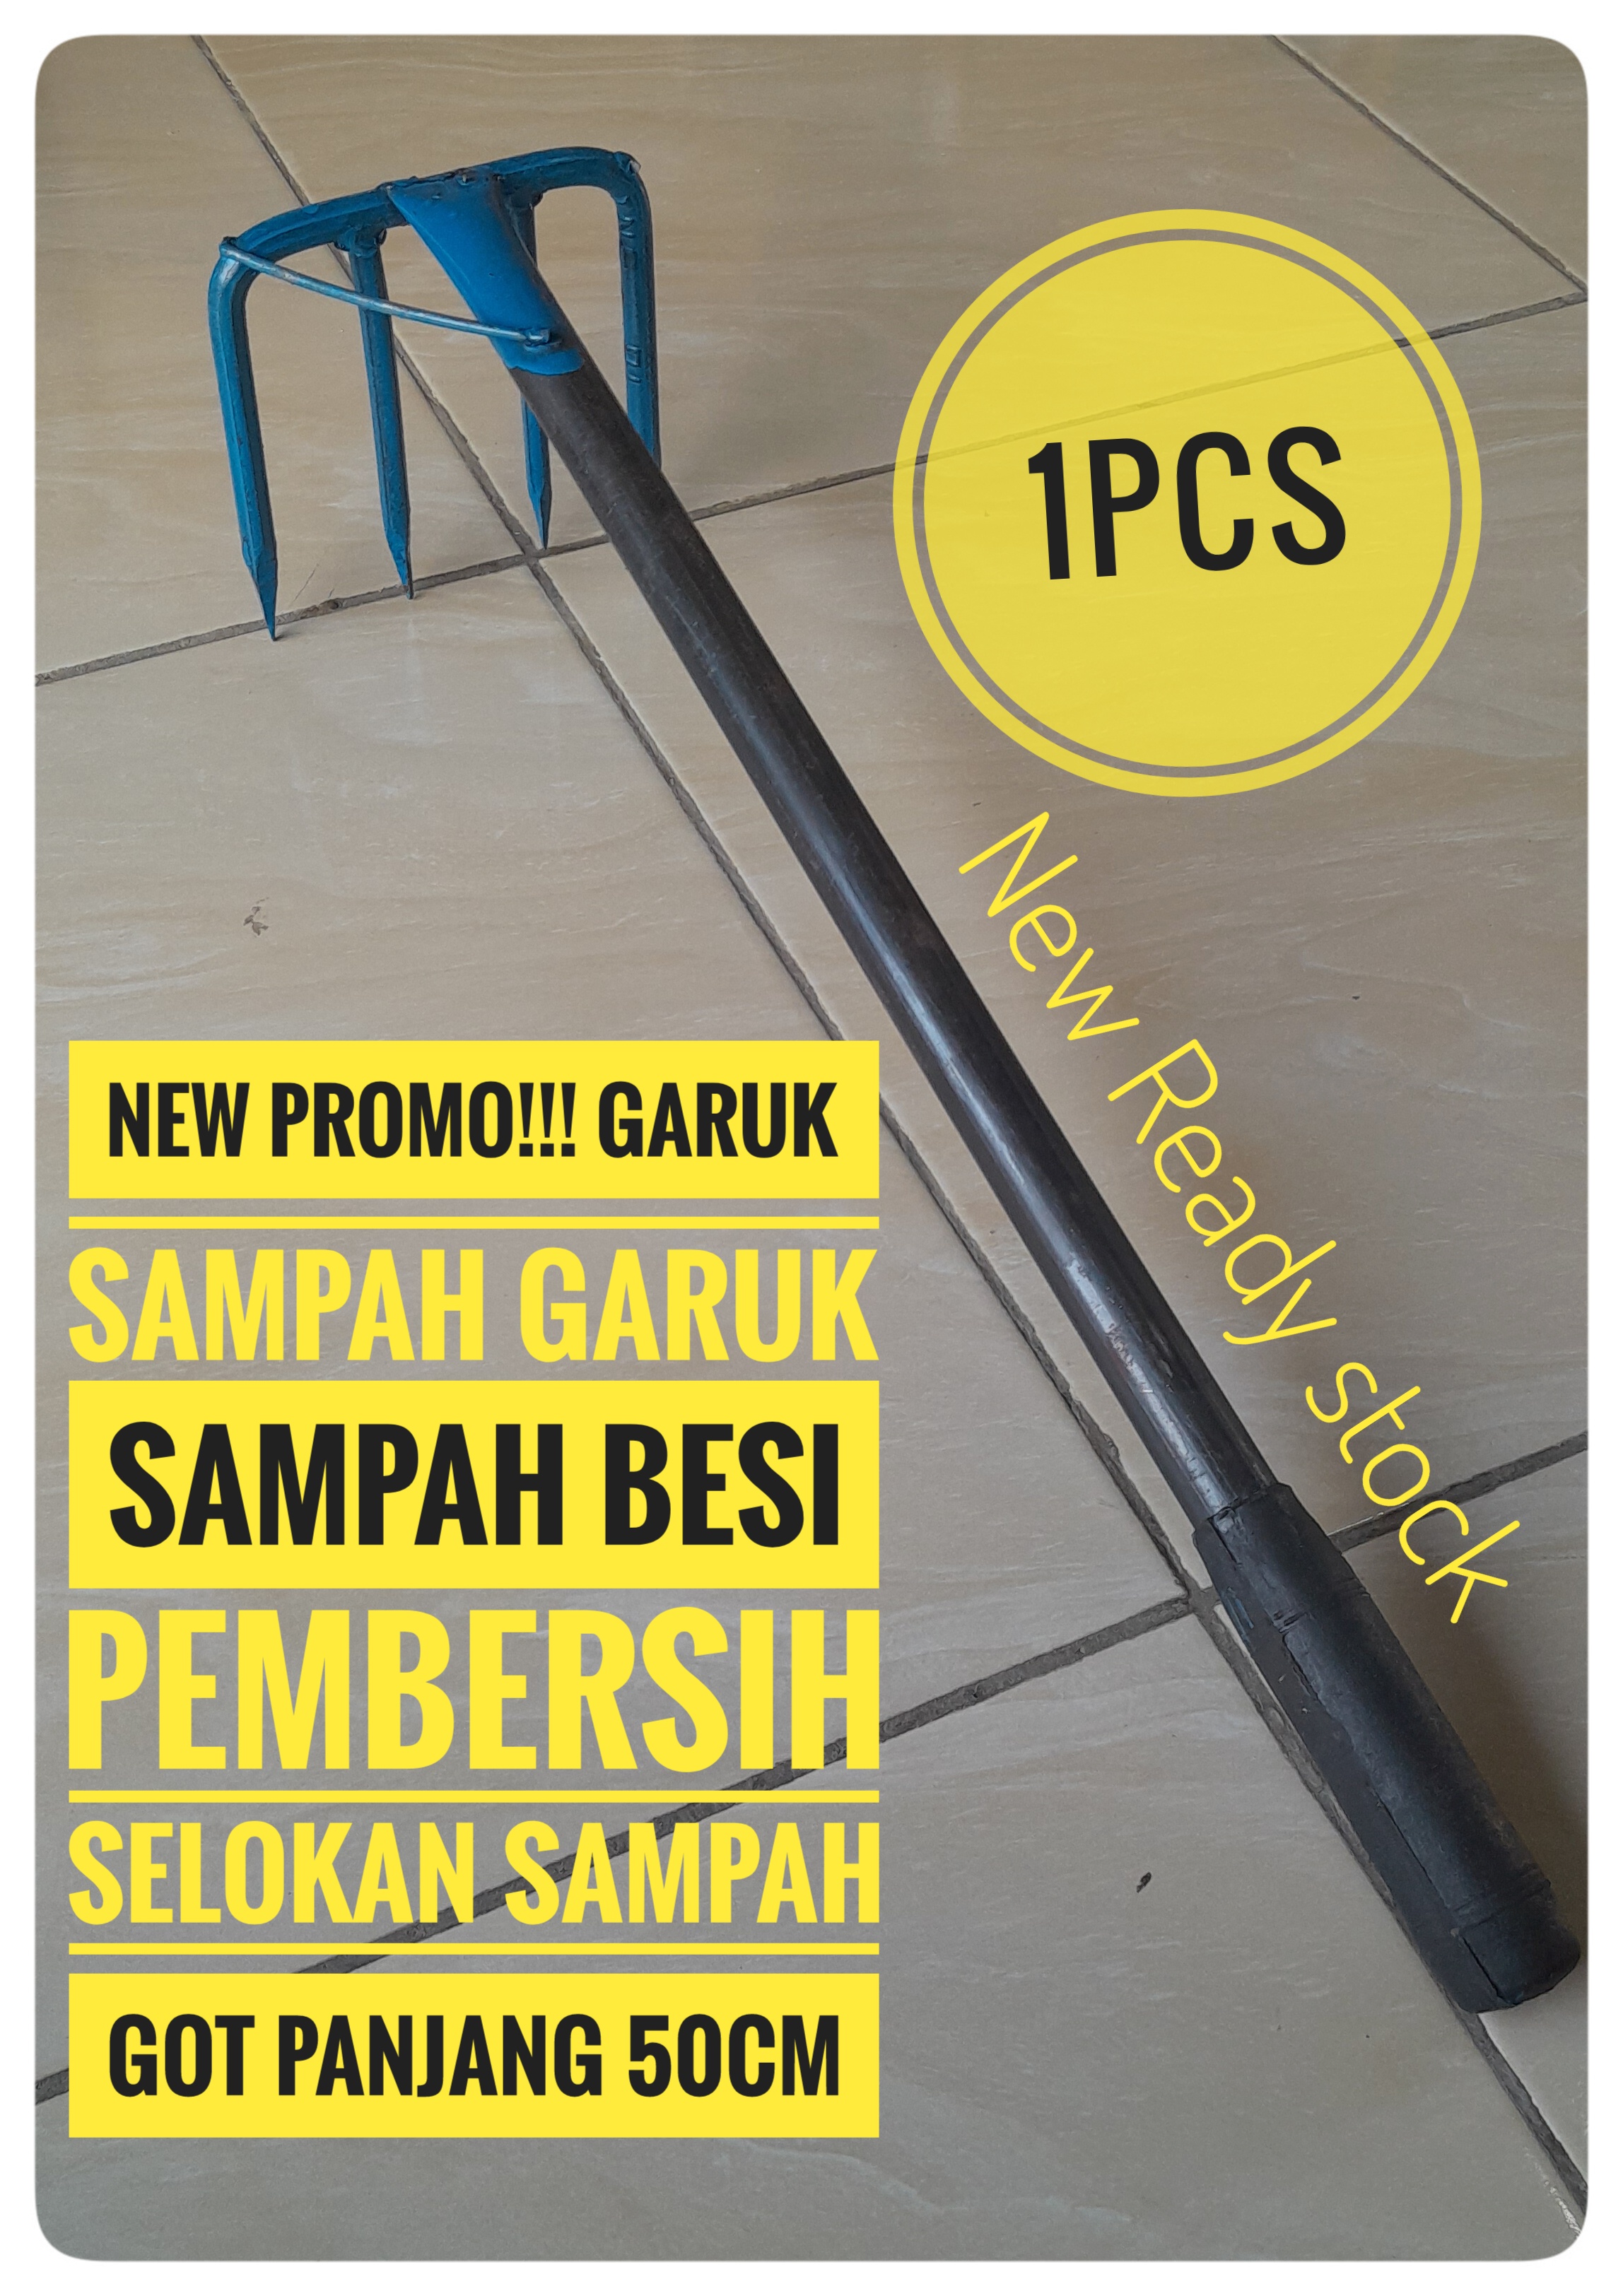 1PCS
New Ready stock
NEW PROMO!!! GARUK
SAMPAH GARUK
SAMPAH BESI
PEMBERSIH
SELOKAN SAMPAH
GOT PANJANG 50CM